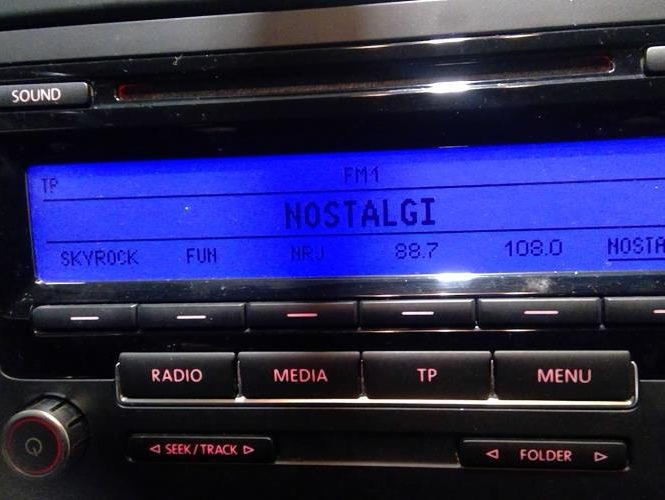 SOUND
TP FM1
NOSTALGI
SKYROCK FUN NRJ 88.7 108.0 NOSTA
RADIO MEDIA TP MENU
SEEK/TRACK FOLDER